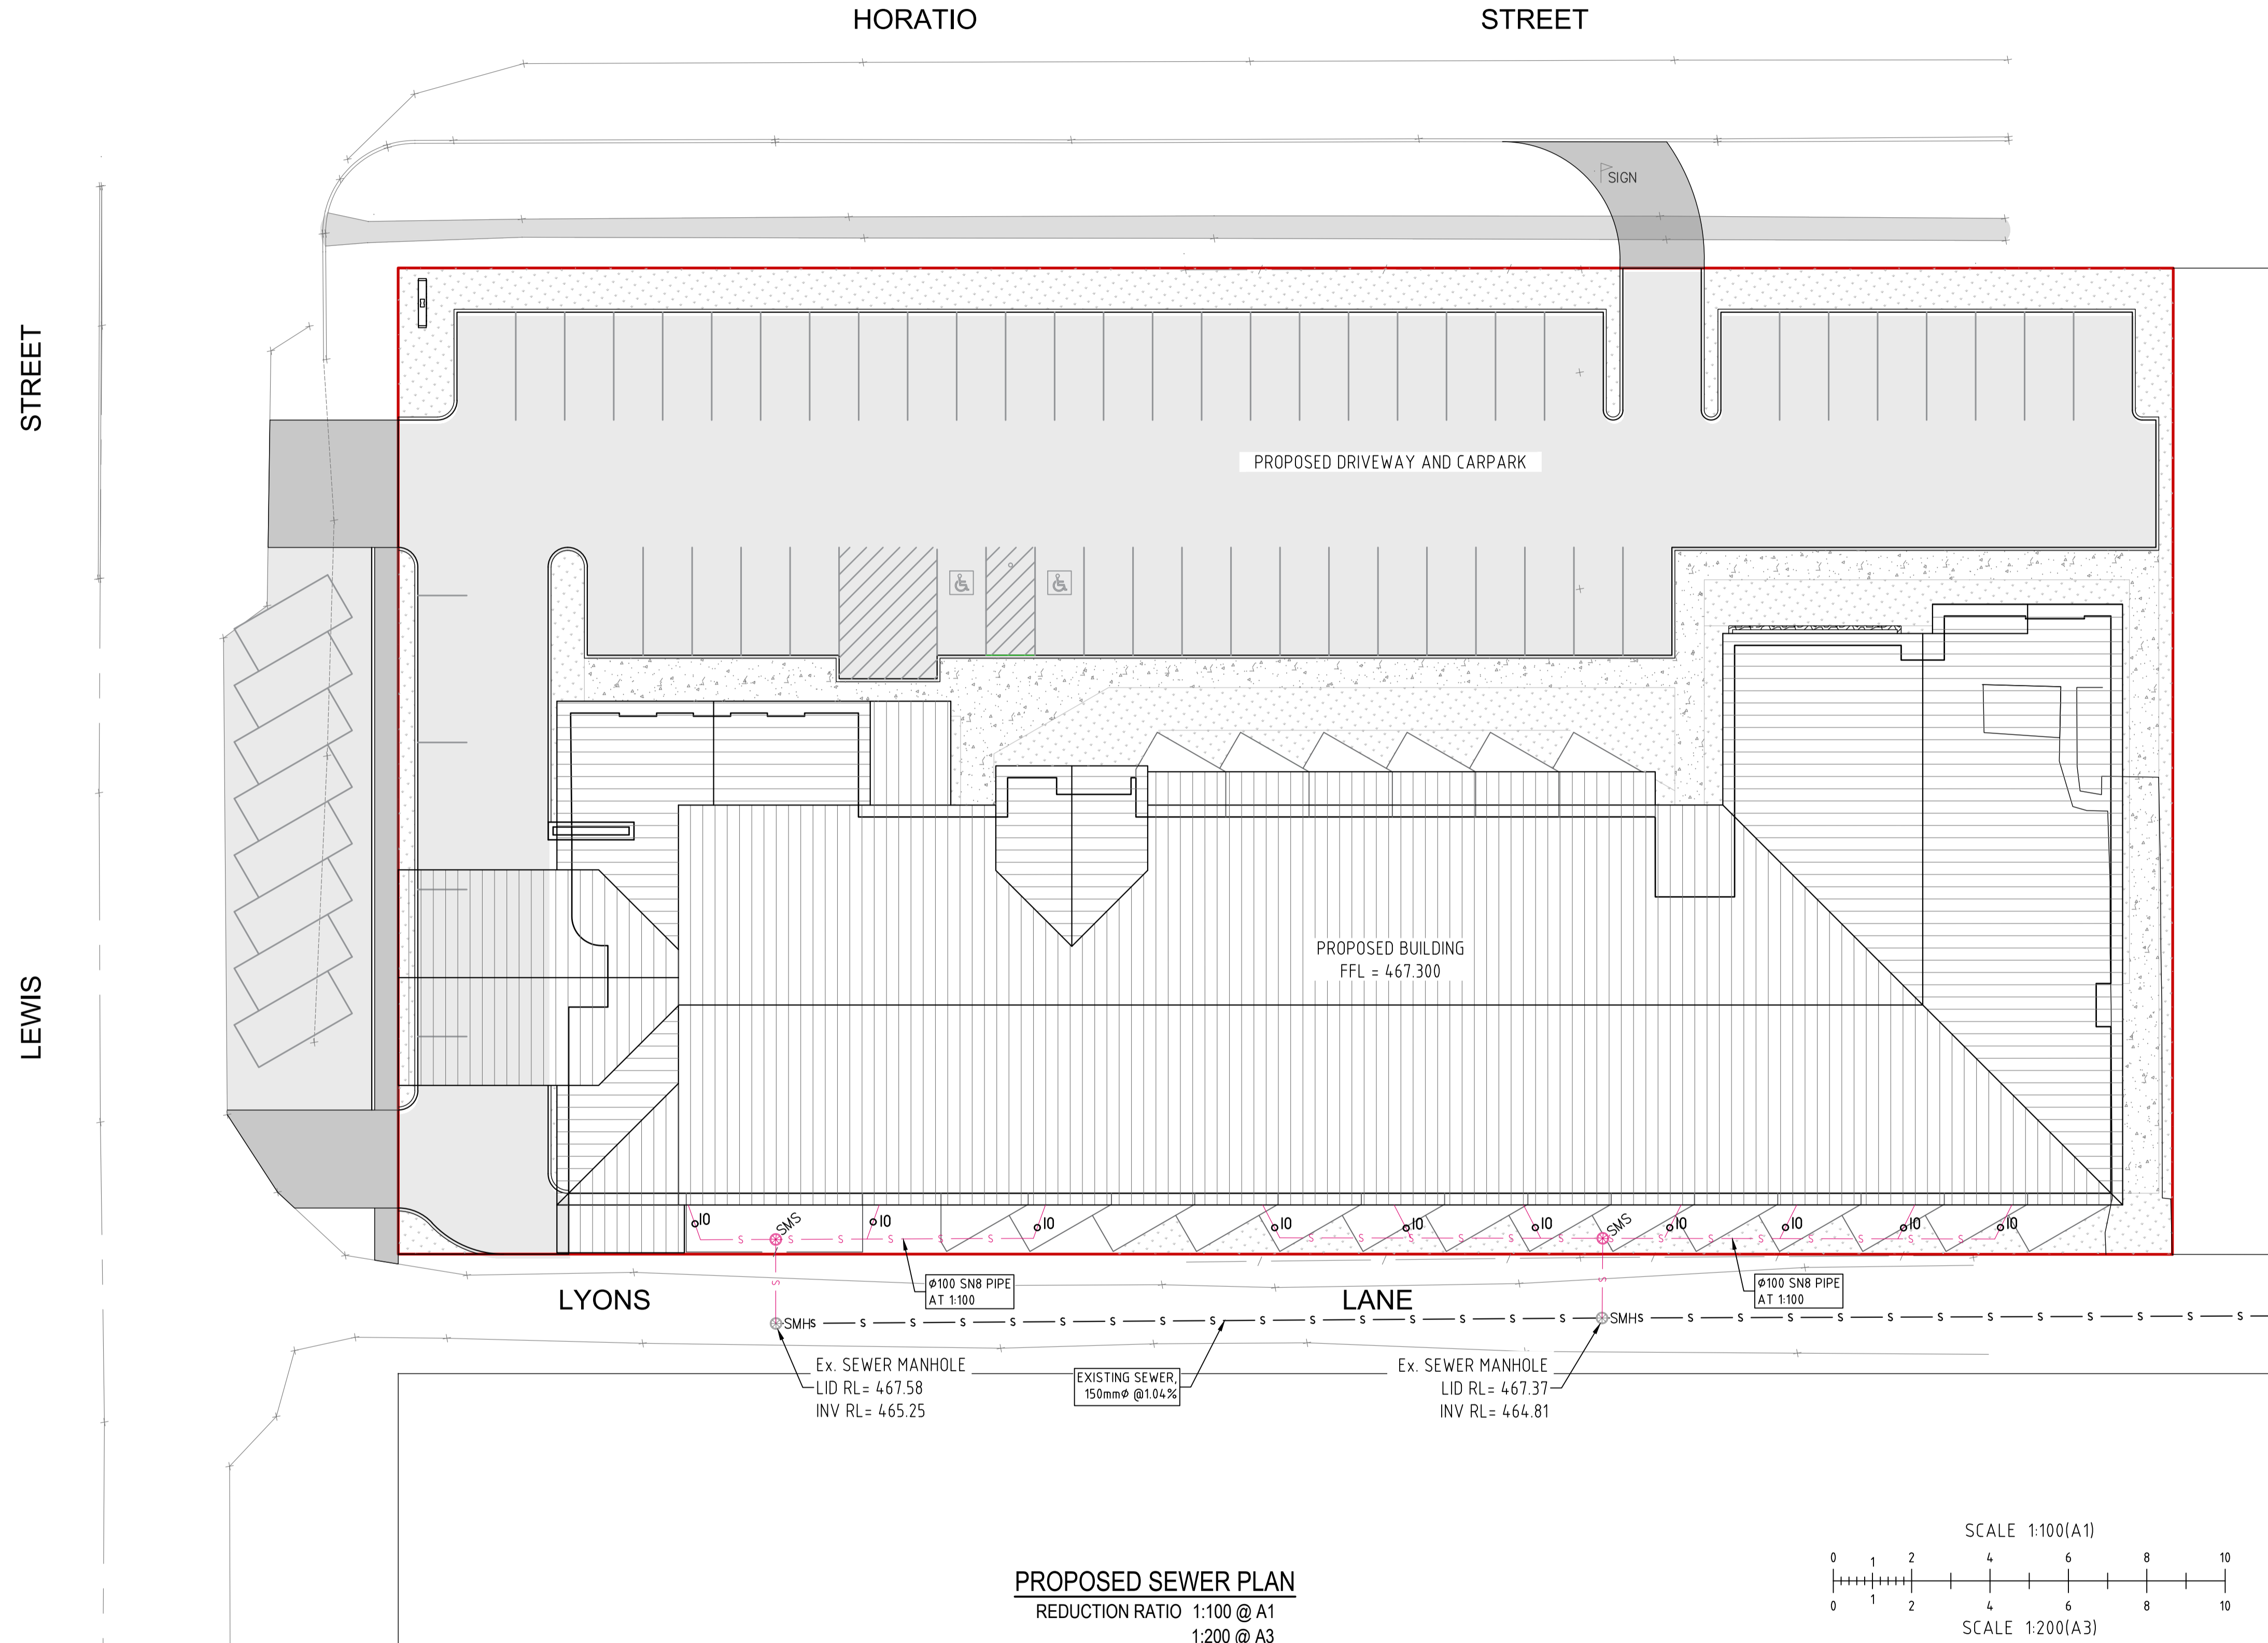 HORATIO STREET
SIGN
STREET
PROPOSED DRIVEWAY AND CARPARK
PROPOSED BUILDING
FFL = 467.300
LEWIS
IO SMS IO IO IO IO IO SMS IO IO IO IO
S S S S S S S S S S S S S S S S
S S
Ø100 SN8 PIPE
AT 1:100
Ø100 SN8 PIPE
AT 1:100
LYONS LANE
SMH S S S S S S S S S S S S S S S S SMH S S S S S S S S S S S S S
Ex. SEWER MANHOLE
LID RL= 467.58
INV RL= 465.25
EXISTING SEWER,
150mmØ @1.04%
Ex. SEWER MANHOLE
LID RL= 467.37
INV RL= 464.81
PROPOSED SEWER PLAN
REDUCTION RATIO 1:100 @ A1
1:200 @ A3
SCALE 1:100(A1)
0 1 2 4 6 8 10
0 1 2 4 6 8 10
SCALE 1:200(A3)